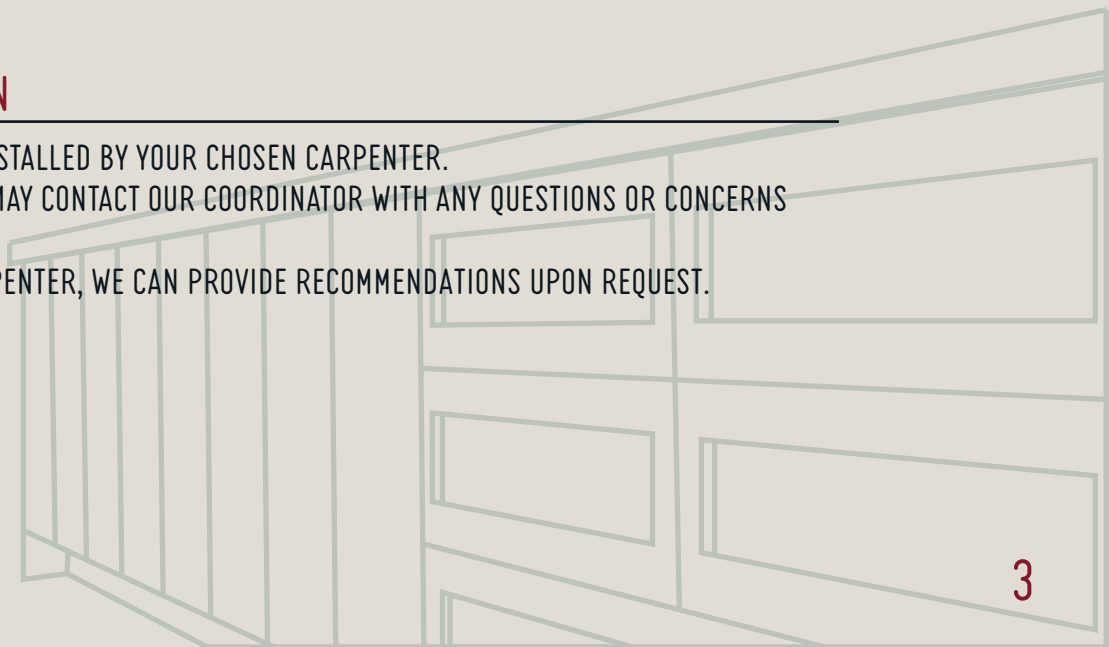 N
STALLED BY YOUR CHOSEN CARPENTER.
MAY CONTACT OUR COORDINATOR WITH ANY QUESTIONS OR CONCERNS
PENTER, WE CAN PROVIDE RECOMMENDATIONS UPON REQUEST.
3